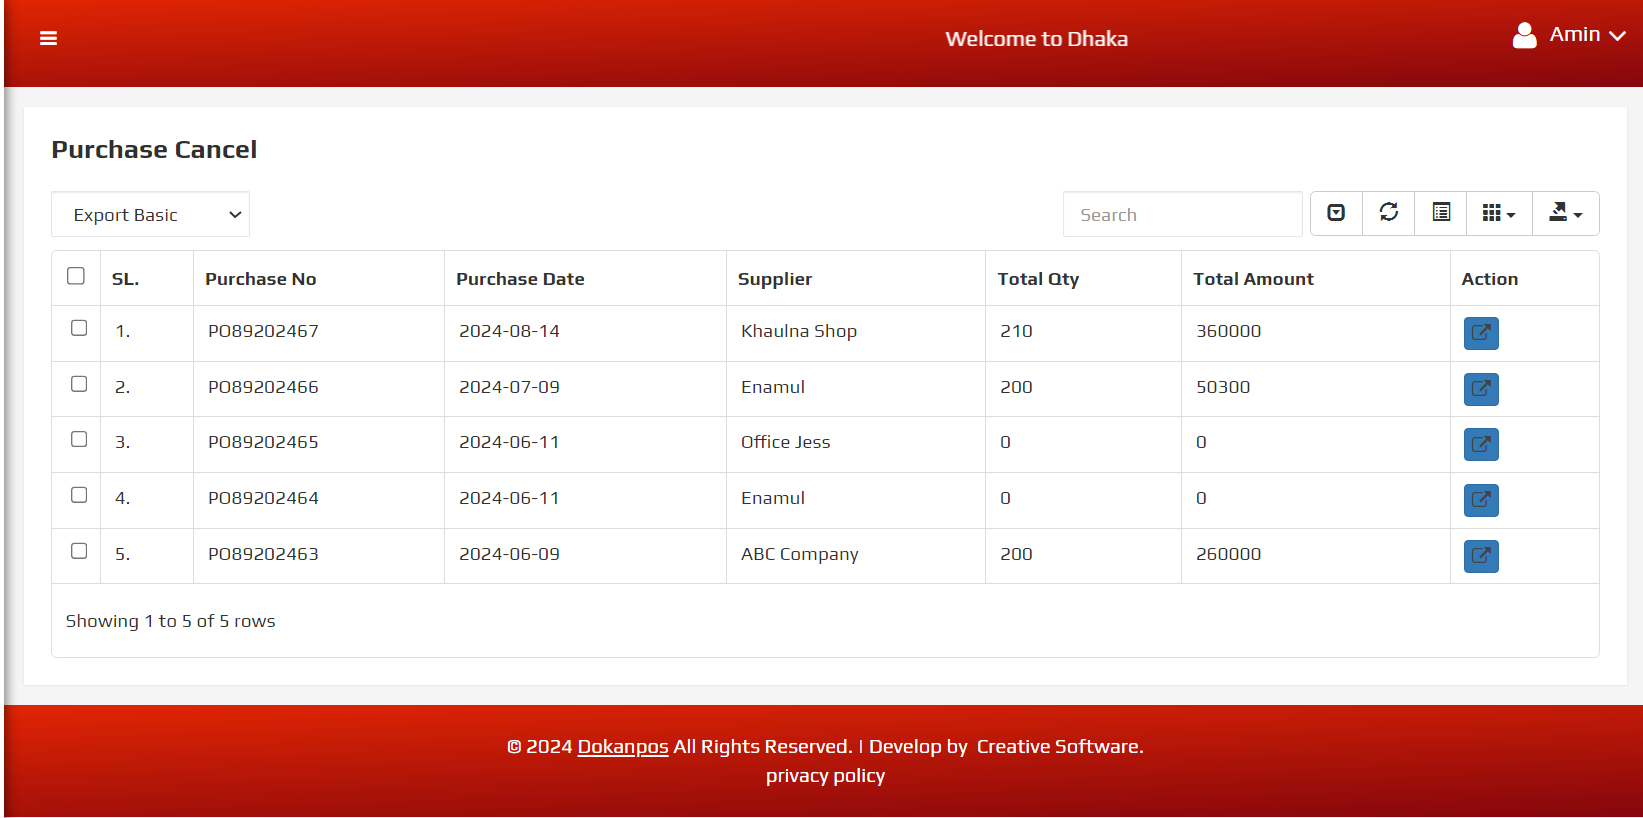 Welcome to Dhaka
Amin
Purchase Cancel
Export Basic
Search
SL. Purchase No Purchase Date Supplier Total Qty Total Amount Action
1. PO89202467 2024-08-14 Khaulna Shop 210 360000
2. PO89202466 2024-07-09 Enamul 200 50300
3. PO89202465 2024-06-11 Office Jess 0 0
4. PO89202464 2024-06-11 Enamul 0 0
5. PO89202463 2024-06-09 ABC Company 200 260000
Showing 1 to 5 of 5 rows
© 2024 Dokanpos All Rights Reserved. | Develop by Creative Software.
privacy policy